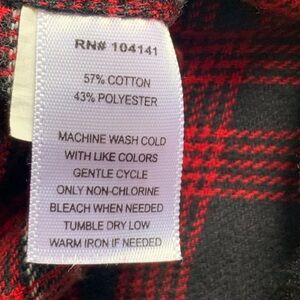 RN# 104141
57% COTTON
43% POLYESTER
MACHINE WASH COLD
WITH LIKE COLORS
GENTLE CYCLE
ONLY NON-CHLORINE
BLEACH WHEN NEEDED
TUMBLE DRY LOW
WARM IRON IF NEEDED